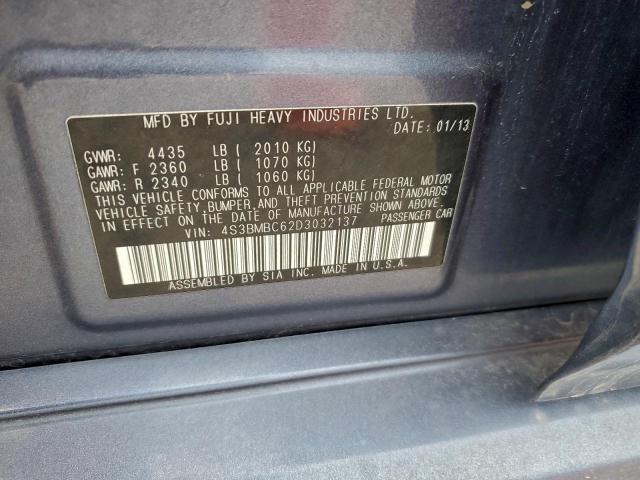 MFD BY FUJI HEAVY INDUSTRIES LTD.
DATE: 01/13
GVWR: 4435 LB ( 2010 KG)
GAWR: F 2360 LB ( 1070 KG)
GAWR: R 2340 LB ( 1060 KG)
THIS VEHICLE CONFORMS TO ALL APPLICABLE FEDERAL MOTOR
VEHICLE SAFETY, BUMPER, AND THEFT PREVENTION STANDARDS
IN EFFECT ON THE DATE OF MANUFACTURE SHOWN ABOVE.
VIN: 4S3BMBC62D3032137 PASSENGER CAR
ASSEMBLED BY SIA INC. MADE IN U.S.A.